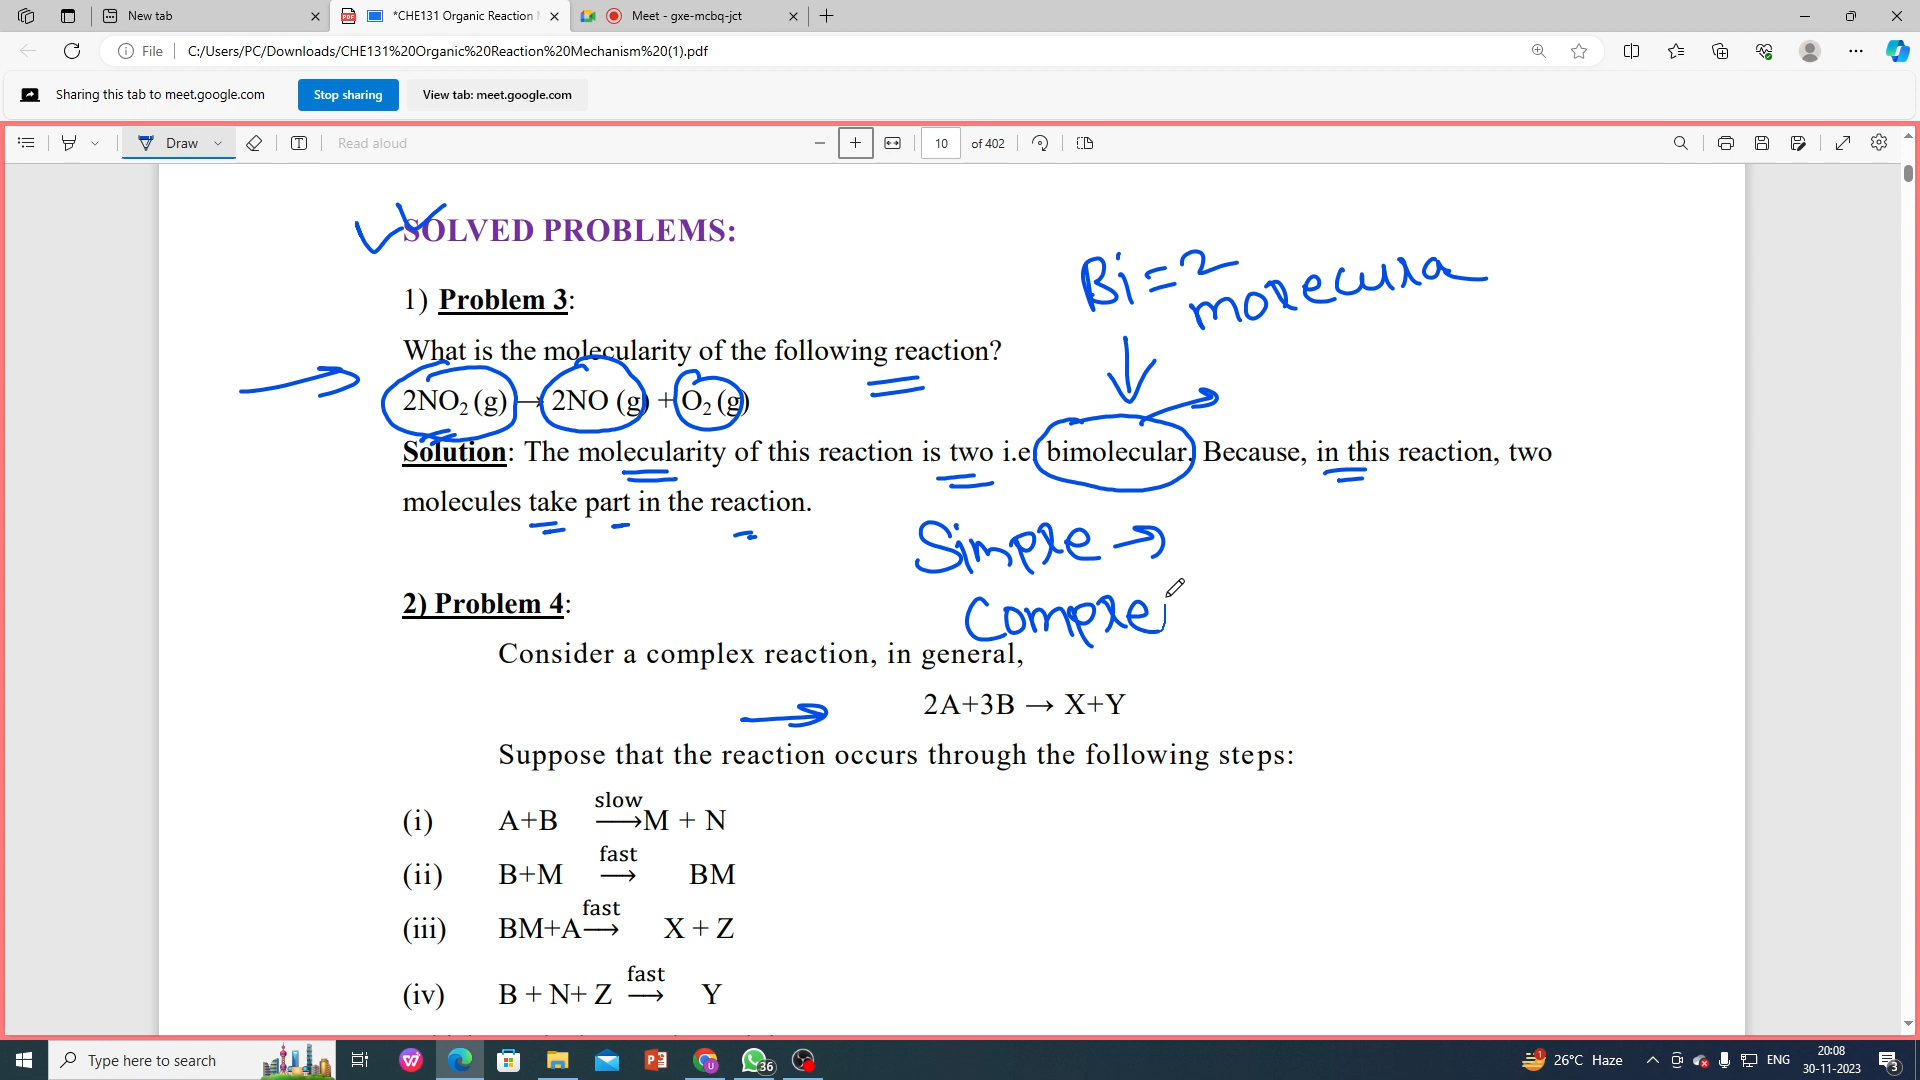 New tab
*CHE131 Organic Reaction
Meet - gxe-mcbq-jct
File
C:/Users/PC/Downloads/CHE131%20Organic%20Reaction%20Mechanism%20(1).pdf
Sharing this tab to meet.google.com
Stop sharing
View tab: meet.google.com
Draw
Read aloud
10 of 402
SOLVED PROBLEMS:
Bi = 2
molecula
1) Problem 3:
What is the molecularity of the following reaction?
2NO₂ (g) → 2NO (g) + O₂ (g)
Solution: The molecularity of this reaction is two i.e bimolecular. Because, in this reaction, two
molecules take part in the reaction.
Simple →
Comple
2) Problem 4:
Consider a complex reaction, in general,
2A+3B → X+Y
Suppose that the reaction occurs through the following steps:
(i) A+B slow → M + N
(ii) B+M fast → BM
(iii) BM+A fast → X + Z
(iv) B + N+ Z fast → Y
Type here to search
36
26°C Haze
ENG
20:08
30-11-2023
3